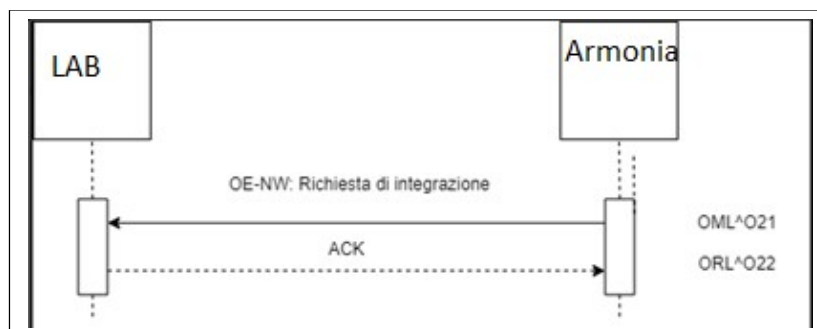 LAB
Armonia
OE-NW: Richiesta di integrazione
OML^O21
ACK
ORL^O22